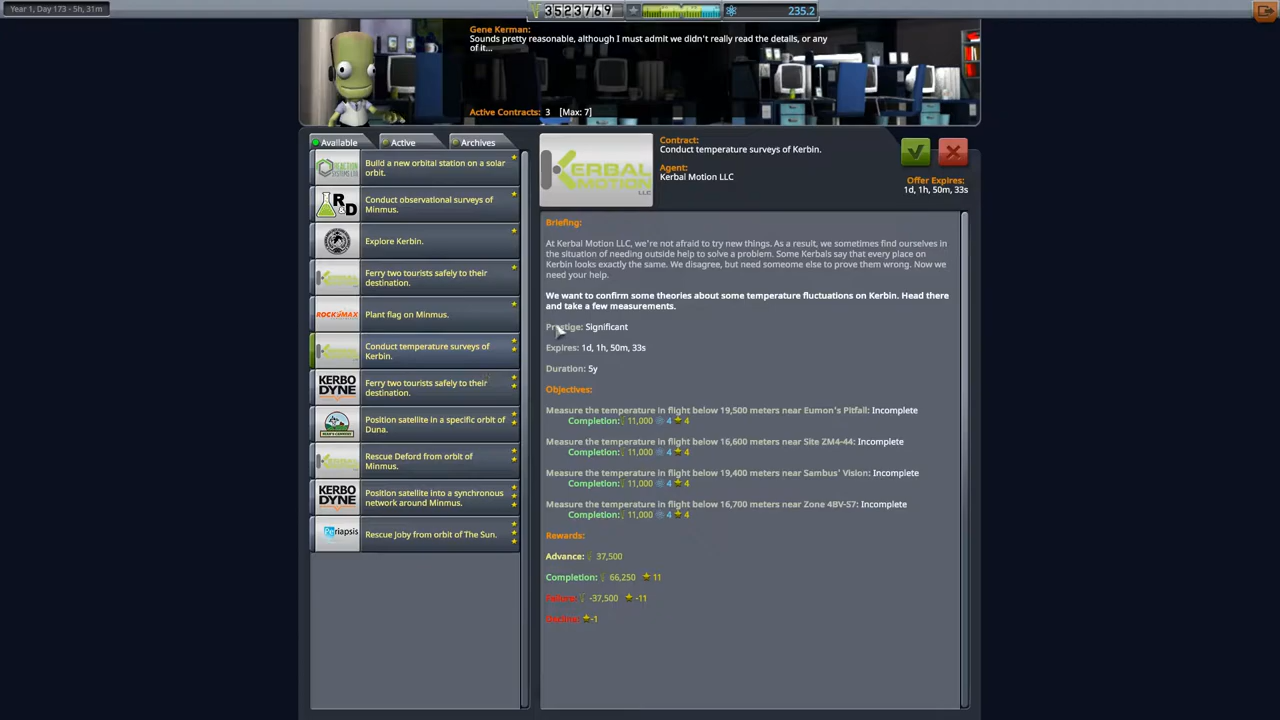 Year 1, Day 173 - 5h, 31m
3523769
235.2
Gene Kerman:
Sounds pretty reasonable, although I must admit we didn't really read the details, or any
of it...
Active Contracts: 3 [Max: 7]
Available
Active
Archives
Build a new orbital station on a solar
orbit.
R&D
Conduct observational surveys of
Minmus.
Explore Kerbin.
Ferry two tourists safely to their
destination.
ROCKOMAX
Plant flag on Minmus.
Conduct temperature surveys of
Kerbin.
KERBO
DYNE
Ferry two tourists safely to their
destination.
Position satellite in a specific orbit of
Duna.
Rescue Deford from orbit of
Minmus.
KERBO
DYNE
Position satellite into a synchronous
network around Minmus.
Periapsis
Rescue Joby from orbit of The Sun.
KERBAL
MOTION
LLC
Contract:
Conduct temperature surveys of Kerbin.
Agent:
Kerbal Motion LLC
Offer Expires:
1d, 1h, 50m, 33s
Briefing:
At Kerbal Motion LLC, we're not afraid to try new things. As a result, we sometimes find ourselves in
the situation of needing outside help to solve a problem. Some Kerbals say that every place on
Kerbin looks exactly the same. We disagree, but need someone else to prove them wrong. Now we
need your help.
We want to confirm some theories about some temperature fluctuations on Kerbin. Head there
and take a few measurements.
Prestige: Significant
Expires: 1d, 1h, 50m, 33s
Duration: 5y
Objectives:
Measure the temperature in flight below 19,500 meters near Eumon's Pitfall: Incomplete
Completion: 11,000 4 4
Measure the temperature in flight below 16,600 meters near Site ZM4-44: Incomplete
Completion: 11,000 4 4
Measure the temperature in flight below 19,400 meters near Sambus' Vision: Incomplete
Completion: 11,000 4 4
Measure the temperature in flight below 16,700 meters near Zone 4BV-S7: Incomplete
Completion: 11,000 4 4
Rewards:
Advance: 37,500
Completion: 66,250 11
Failure: -37,500 -11
Decline: -1